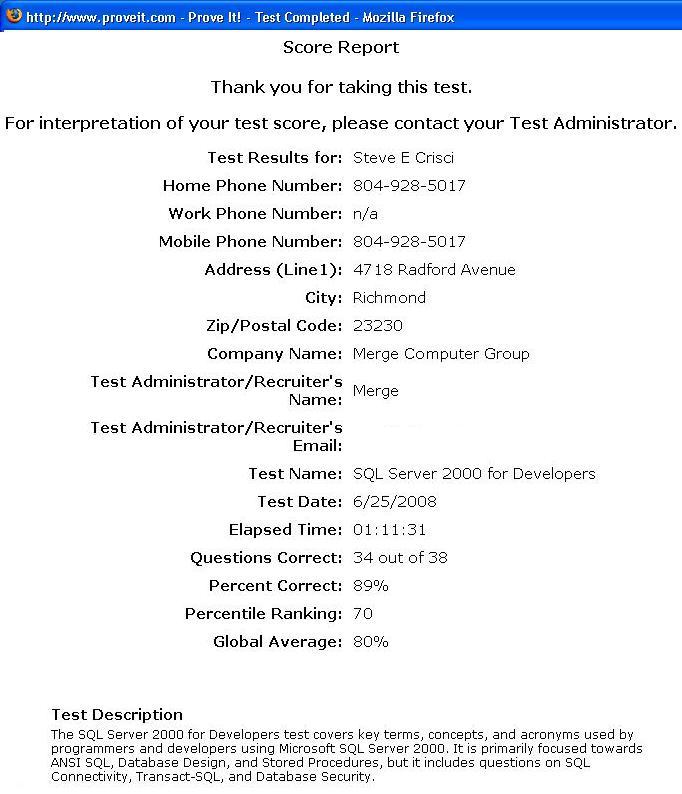 http://www.proveit.com - Prove It! - Test Completed - Mozilla Firefox
Score Report
Thank you for taking this test.
For interpretation of your test score, please contact your Test Administrator.
Test Results for: Steve E Crisci
Home Phone Number: 804-928-5017
Work Phone Number: n/a
Mobile Phone Number: 804-928-5017
Address (Line1): 4718 Radford Avenue
City: Richmond
Zip/Postal Code: 23230
Company Name: Merge Computer Group
Test Administrator/Recruiter's
Name: Merge
Test Administrator/Recruiter's
Email:
Test Name: SQL Server 2000 for Developers
Test Date: 6/25/2008
Elapsed Time: 01:11:31
Questions Correct: 34 out of 38
Percent Correct: 89%
Percentile Ranking: 70
Global Average: 80%
Test Description
The SQL Server 2000 for Developers test covers key terms, concepts, and acronyms used by
programmers and developers using Microsoft SQL Server 2000. It is primarily focused towards
ANSI SQL, Database Design, and Stored Procedures, but it includes questions on SQL
Connectivity, Transact-SQL, and Database Security.